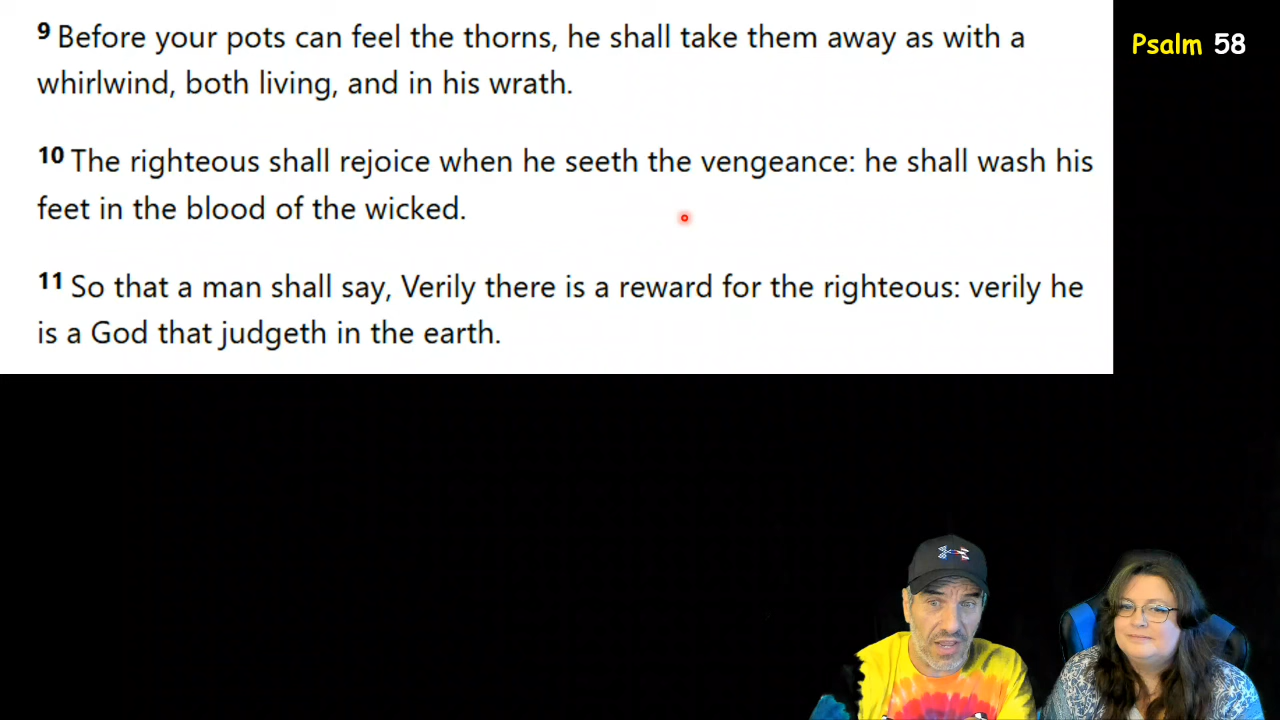 9 Before your pots can feel the thorns, he shall take them away as with a
whirlwind, both living, and in his wrath.
10 The righteous shall rejoice when he seeth the vengeance: he shall wash his
feet in the blood of the wicked.
11 So that a man shall say, Verily there is a reward for the righteous: verily he
is a God that judgeth in the earth.
Psalm 58